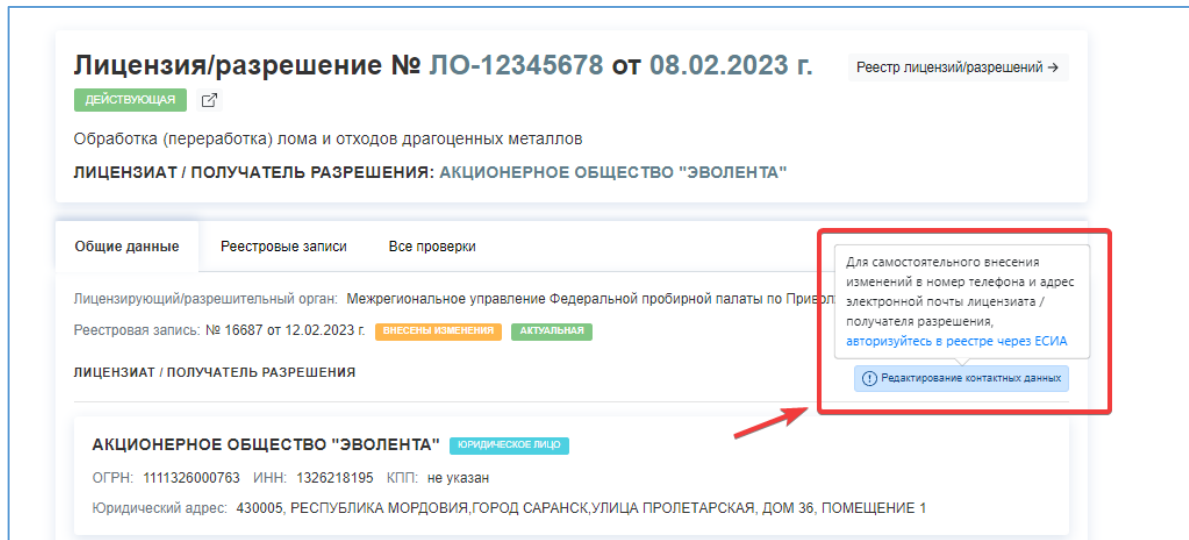 Лицензия/разрешение № ЛО-12345678 от 08.02.2023 г.
Реестр лицензий/разрешений →
ДЕЙСТВУЮЩАЯ
Обработка (переработка) лома и отходов драгоценных металлов
ЛИЦЕНЗИАТ / ПОЛУЧАТЕЛЬ РАЗРЕШЕНИЯ: АКЦИОНЕРНОЕ ОБЩЕСТВО "ЭВОЛЕНТА"
Общие данные Реестровые записи Все проверки
Для самостоятельного внесения
изменений в номер телефона и адрес
электронной почты лицензиата /
получателя разрешения,
авторизуйтесь в реестре через ЕСИА
Лицензирующий/разрешительный орган: Межрегиональное управление Федеральной пробирной палаты по
Реестровая запись: № 16687 от 12.02.2023 г. ВНЕСЕНЫ ИЗМЕНЕНИЯ АКТУАЛЬНАЯ
ЛИЦЕНЗИАТ / ПОЛУЧАТЕЛЬ РАЗРЕШЕНИЯ
Редактирование контактных данных
АКЦИОНЕРНОЕ ОБЩЕСТВО "ЭВОЛЕНТА" ЮРИДИЧЕСКОЕ ЛИЦО
ОГРН: 1111326000763 ИНН: 1326218195 КПП: не указан
Юридический адрес: 430005, РЕСПУБЛИКА МОРДОВИЯ,ГОРОД САРАНСК,УЛИЦА ПРОЛЕТАРСКАЯ, ДОМ 36, ПОМЕЩЕНИЕ 1